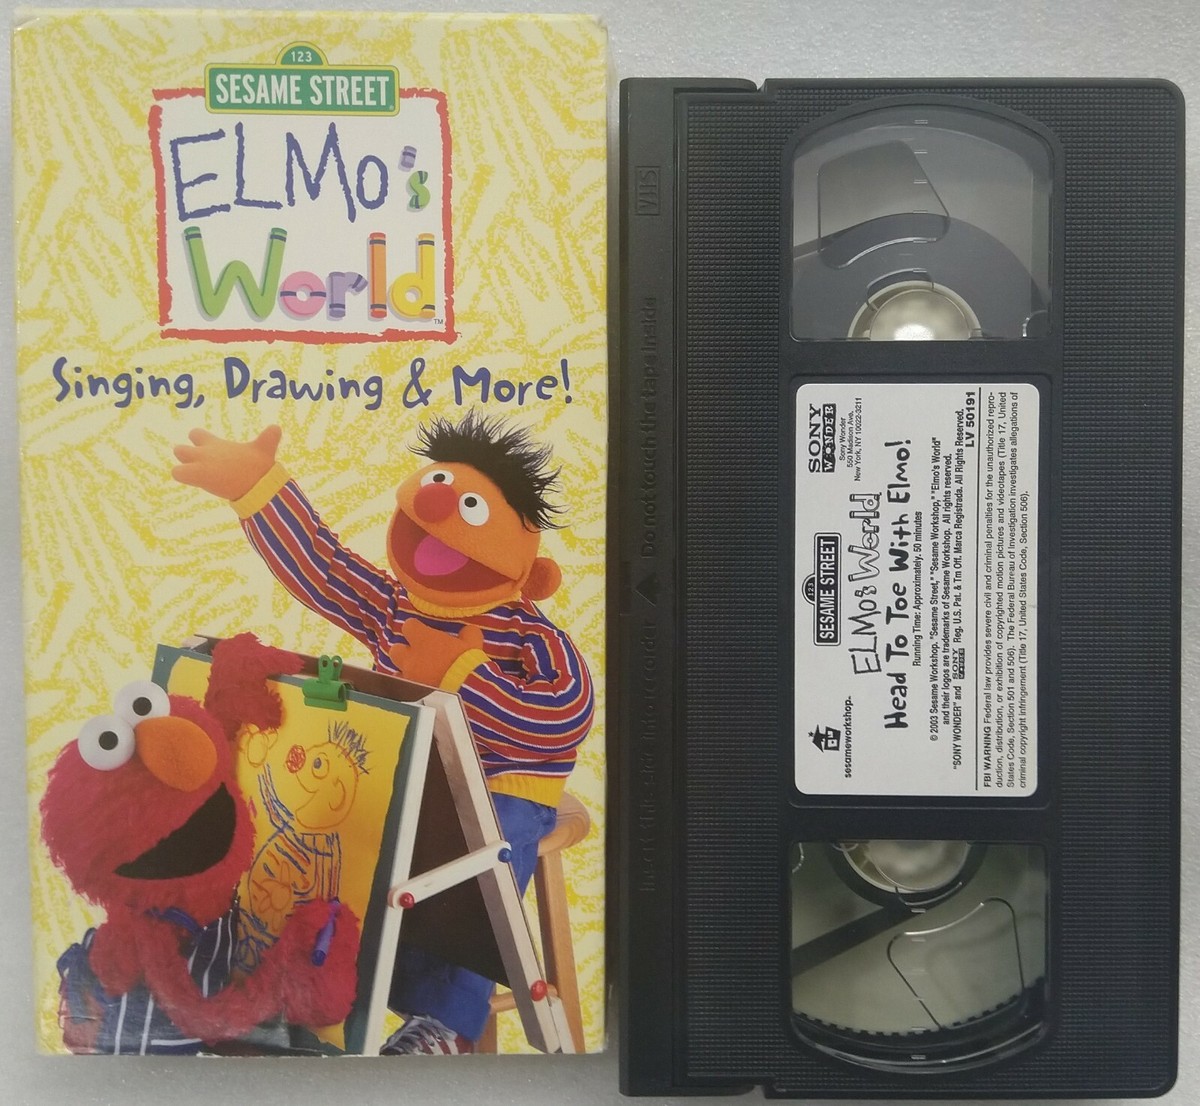 123
SESAME STREET
ELMO's
World
TM
Singing, Drawing & More!
VHS
Do not touch the tape inside
SONY
WONDER
Sony Wonder
550 Madison Ave.
New York, NY 10022-3211
123
SESAME STREET
ELMO's World
Head To Toe With Elmo!
Running Time: Approximately. 50 minutes
© 2003 Sesame Workshop. "Sesame Street," "Sesame Workshop," "Elmo's World"
and their logos are trademarks of Sesame Workshop. All rights reserved.
"SONY WONDER" and SONY WONDER Reg. U.S. Pat. & Tm Off. Marca Registrada. All Rights Reserved.
LV 50191
sesameworkshop.
FBI WARNING Federal law provides severe civil and criminal penalties for the unauthorized repro-
duction, distribution, or exhibition of copyrighted motion pictures and videotapes (Title 17, United
States Code, Section 501 and 506). The Federal Bureau of Investigation investigates allegations of
criminal copyright infringement (Title 17, United States Code, Section 506).